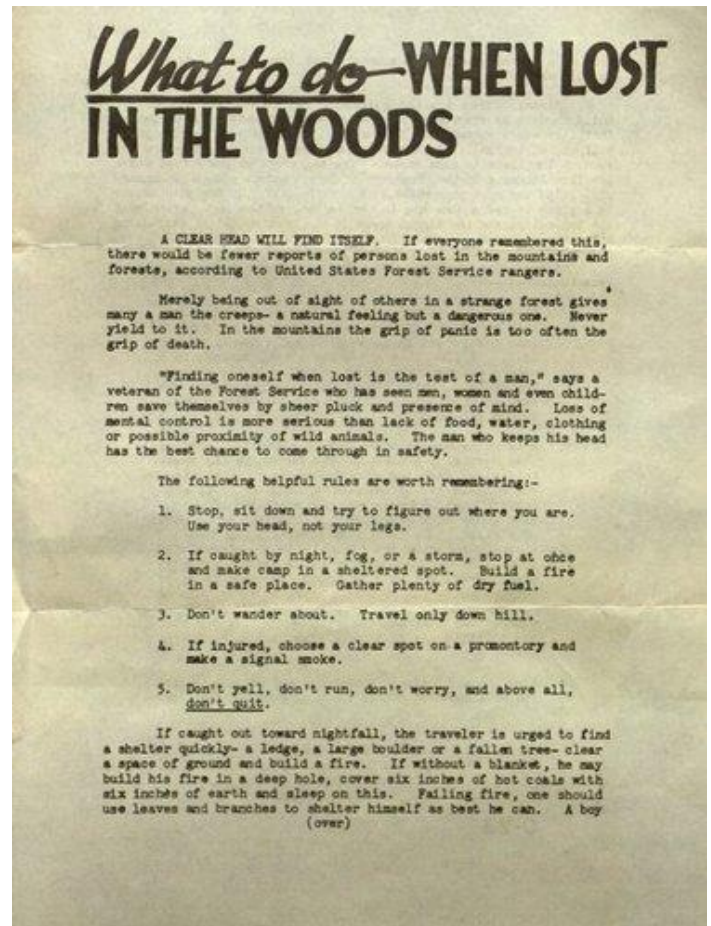 What to do—WHEN LOST
IN THE WOODS
A CLEAR HEAD WILL FIND ITSELF. If everyone remembered this,
there would be fewer reports of persons lost in the mountains and
forests, according to United States Forest Service rangers.
Merely being out of sight of others in a strange forest gives
many a man the creeps- a natural feeling but a dangerous one. Never
yield to it. In the mountains the grip of panic is too often the
grip of death.
"Finding oneself when lost is the test of a man," says a
veteran of the Forest Service who has seen men, women and even child-
ren save themselves by sheer pluck and presence of mind. Loss of
mental control is more serious than lack of food, water, clothing
or possible proximity of wild animals. The man who keeps his head
has the best chance to come through in safety.
The following helpful rules are worth remembering:-
1. Stop, sit down and try to figure out where you are.
Use your head, not your legs.
2. If caught by night, fog, or a storm, stop at once
and make camp in a sheltered spot. Build a fire
in a safe place. Gather plenty of dry fuel.
3. Don't wander about. Travel only down hill.
4. If injured, choose a clear spot on a promontory and
make a signal smoke.
5. Don't yell, don't run, don't worry, and above all,
don't quit.
If caught out toward nightfall, the traveler is urged to find
a shelter quickly- a ledge, a large boulder or a fallen tree- clear
a space of ground and build a fire. If without a blanket, he may
build his fire in a deep hole, cover six inches of hot coals with
six inches of earth and sleep on this. Failing fire, one should
use leaves and branches to shelter himself as best he can. A boy
(over)